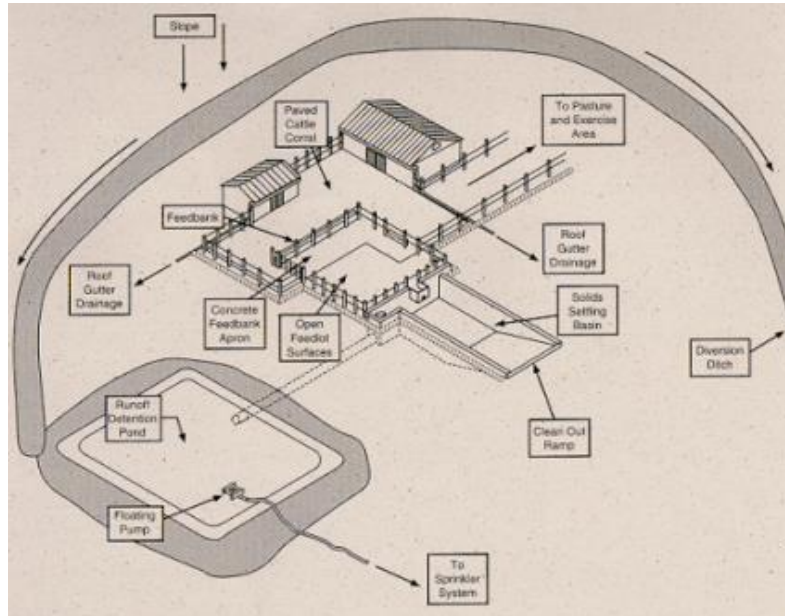 Slope
Paved
Cattle
Corral
To Pasture
and Exercise
Area
Feedbank
Roof
Gutter
Drainage
Roof
Gutter
Drainage
Concrete
Feedbank
Apron
Open
Feedlot
Surfaces
Solids
Settling
Basin
Diversion
Ditch
Runoff
Detention
Pond
Clean Out
Ramp
Floating
Pump
To
Sprinkler
System